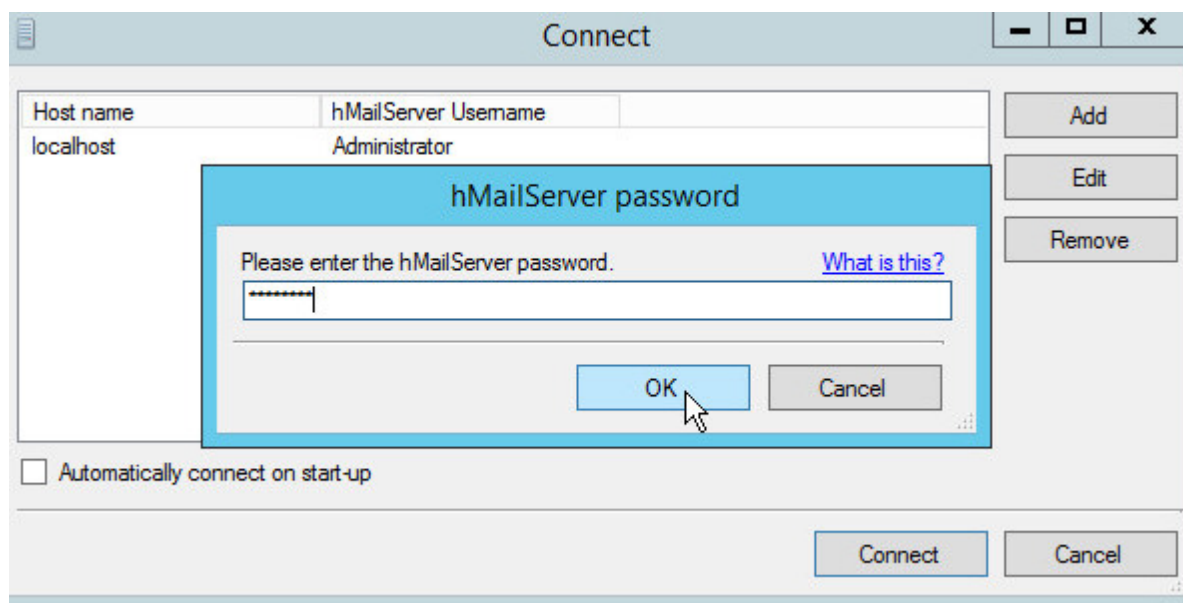 Connect
Host name hMailServer Username
localhost Administrator
Add
Edit
Remove
hMailServer password
Please enter the hMailServer password. What is this?
********
OK Cancel
Automatically connect on start-up
Connect Cancel